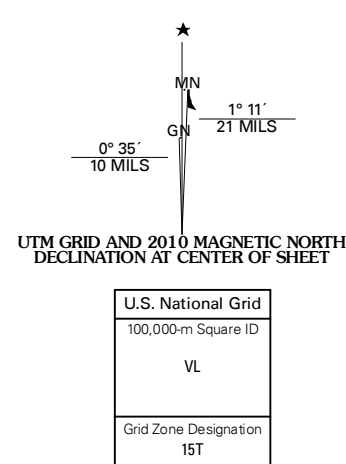 ★
MN
1° 11´
GN
21 MILS
0° 35´
10 MILS
UTM GRID AND 2010 MAGNETIC NORTH
DECLINATION AT CENTER OF SHEET
U.S. National Grid
100,000-m Square ID
VL
Grid Zone Designation
15T